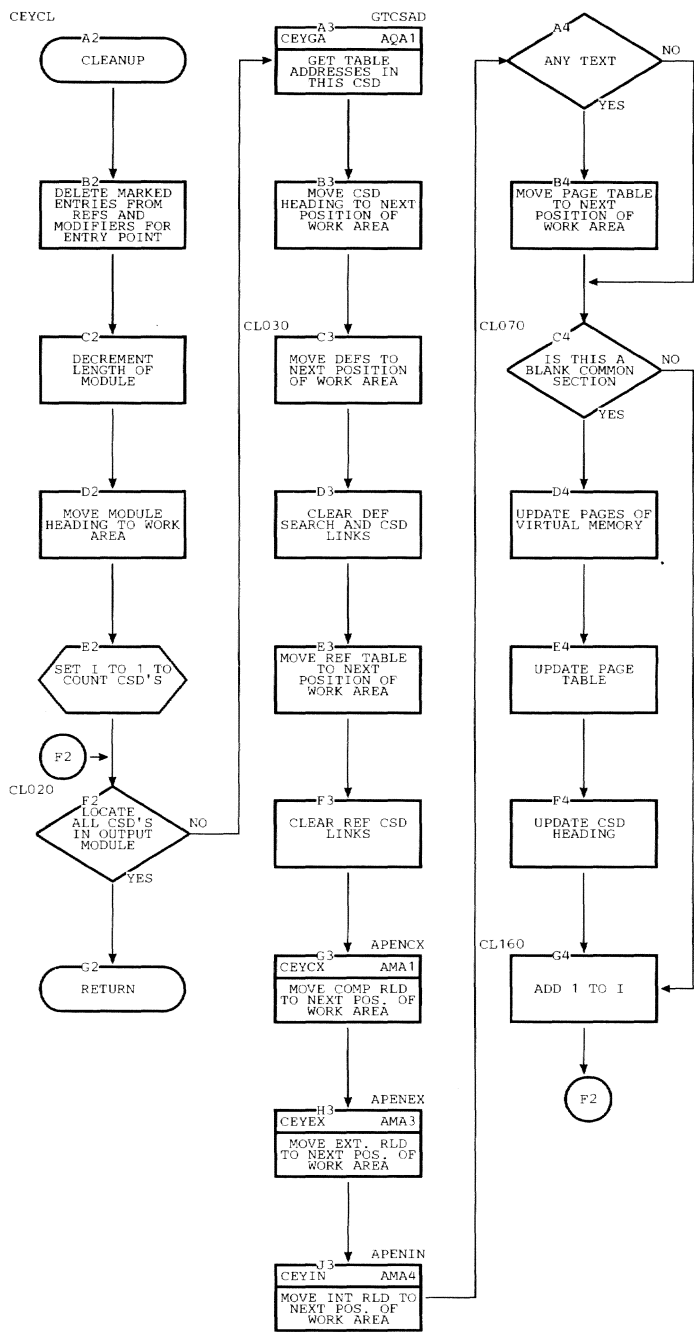 CEYCL
A2
CLEANUP
B2
DELETE MARKED
ENTRIES FROM
REFS AND
MODIFIERS FOR
ENTRY POINT
C2
DECREMENT
LENGTH OF
MODULE
D2
MOVE MODULE
HEADING TO WORK
AREA
E2
SET I TO 1 TO
COUNT CSD'S
F2
CL020
F2
LOCATE
ALL CSD'S
IN OUTPUT
MODULE
NO
YES
G2
RETURN
A3
GTCSAD
CEYGA AQA1
GET TABLE
ADDRESSES IN
THIS CSD
B3
MOVE CSD
HEADING TO NEXT
POSITION OF
WORK AREA
CL030
C3
MOVE DEFS TO
NEXT POSITION
OF WORK AREA
D3
CLEAR DEF
SEARCH AND CSD
LINKS
E3
MOVE REF TABLE
TO NEXT
POSITION OF
WORK AREA
F3
CLEAR REF CSD
LINKS
APENCX
G3
CEYCX AMA1
MOVE COMP RLD
TO NEXT POS. OF
WORK AREA
APENEX
H3
CEYEX AMA3
MOVE EXT. RLD
TO NEXT POS. OF
WORK AREA
APENIN
J3
CEYIN AMA4
MOVE INT RLD TO
NEXT POS. OF
WORK AREA
A4
ANY TEXT
NO
YES
B4
MOVE PAGE TABLE
TO NEXT
POSITION OF
WORK AREA
CL070
C4
IS THIS A
BLANK COMMON
SECTION
NO
YES
D4
UPDATE PAGES OF
VIRTUAL MEMORY
E4
UPDATE PAGE
TABLE
F4
UPDATE CSD
HEADING
CL160
G4
ADD 1 TO I
F2